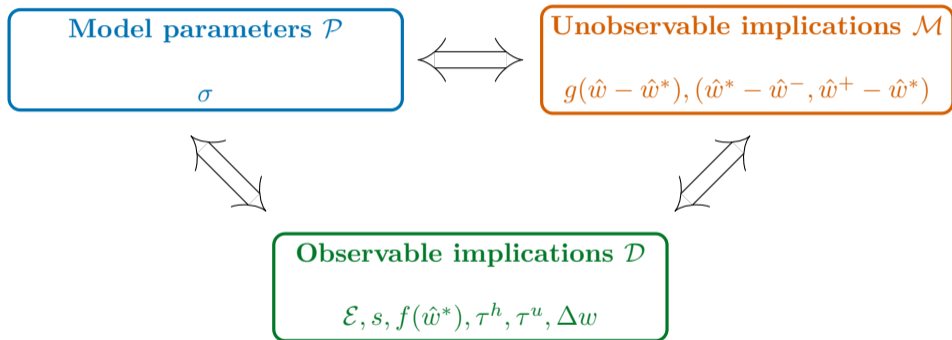 Model parameters 𝒫
σ
Unobservable implications ℳ
g(ŵ − ŵ*), (ŵ* − ŵ⁻, ŵ⁺ − ŵ*)
Observable implications 𝒟
ℰ, s, f(ŵ*), τʰ, τᵘ, Δw